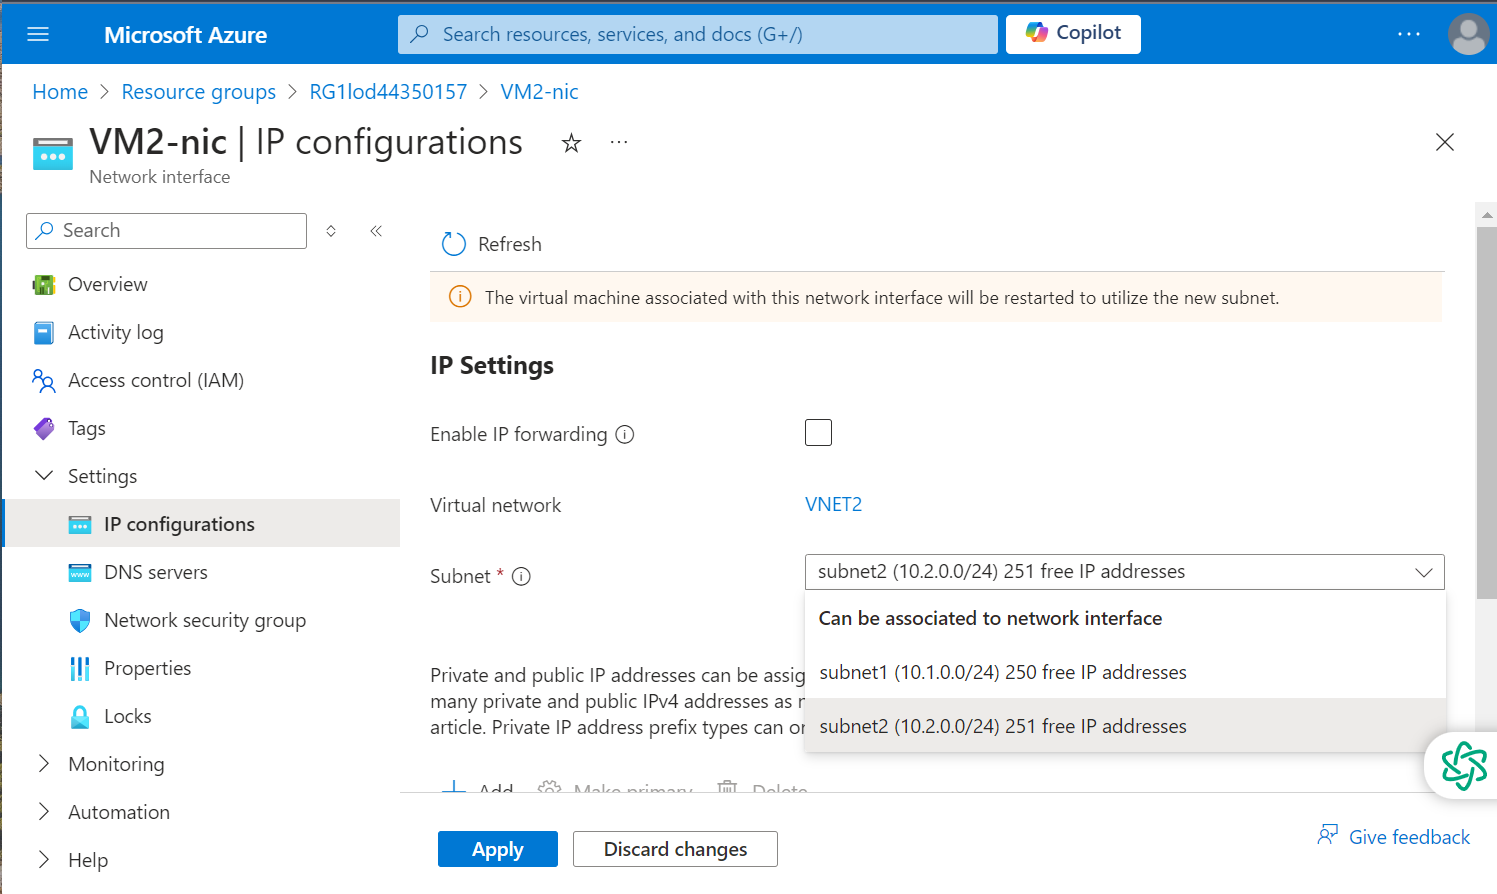 Microsoft Azure
Search resources, services, and docs (G+/)
Copilot
Home > Resource groups > RG1lod44350157 > VM2-nic
VM2-nic | IP configurations
Network interface
Search
Overview
Activity log
Access control (IAM)
Tags
Settings
IP configurations
DNS servers
Network security group
Properties
Locks
Monitoring
Automation
Help
Refresh
The virtual machine associated with this network interface will be restarted to utilize the new subnet.
IP Settings
Enable IP forwarding
Virtual network
VNET2
Subnet *
subnet2 (10.2.0.0/24) 251 free IP addresses
Can be associated to network interface
subnet1 (10.1.0.0/24) 250 free IP addresses
subnet2 (10.2.0.0/24) 251 free IP addresses
Private and public IP addresses can be assig
many private and public IPv4 addresses as n
article. Private IP address prefix types can or
Add Make primary Delete
Apply
Discard changes
Give feedback